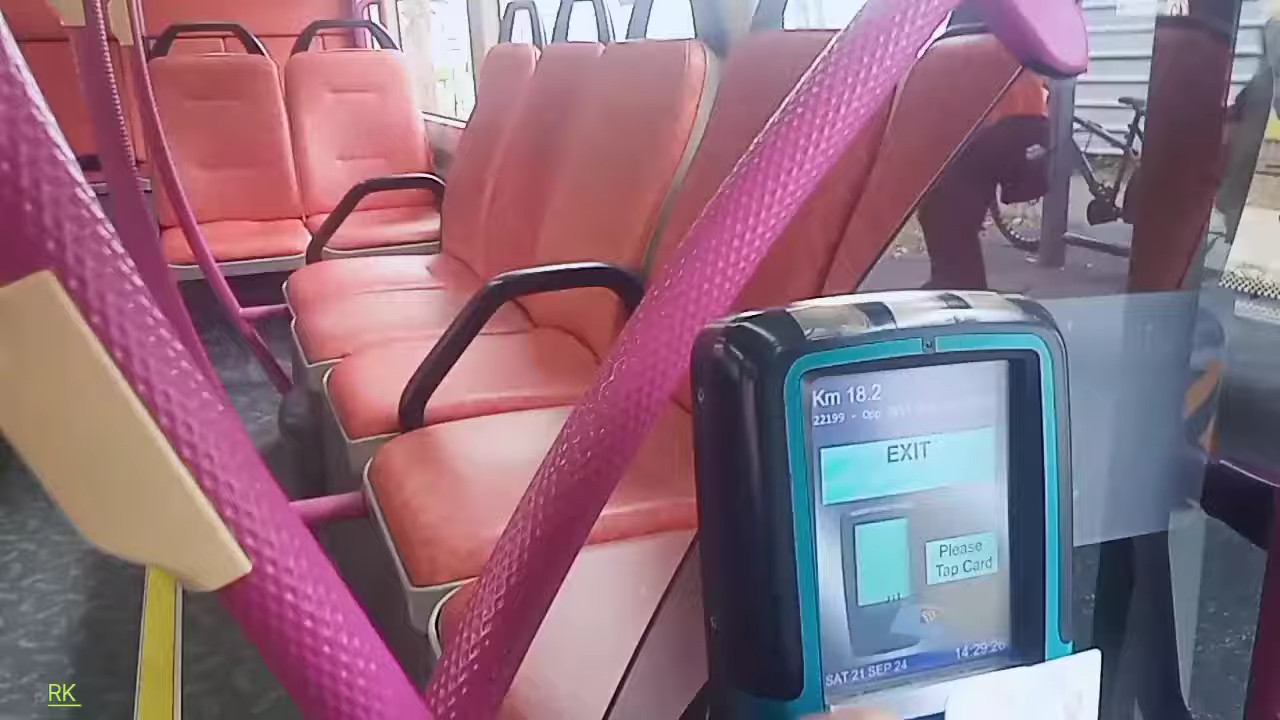 Km 18.2
22199 - Opp
EXIT
Please
Tap Card
SAT 21 SEP 24
14:29:26
RK